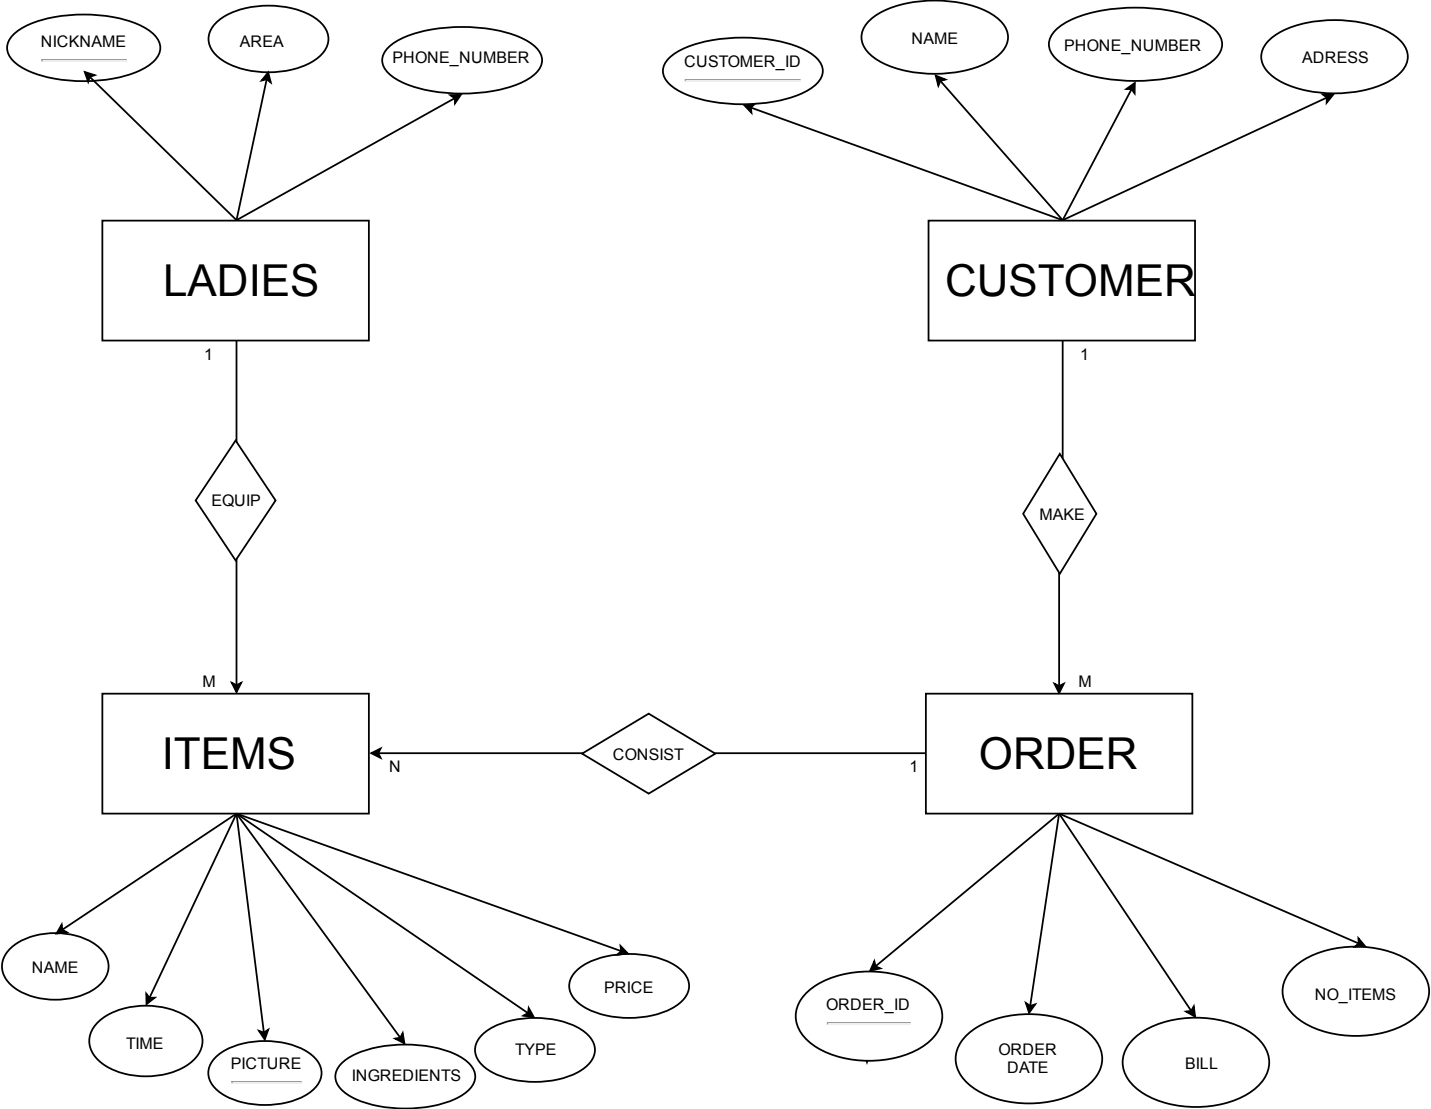 NICKNAME
AREA
PHONE_NUMBER
CUSTOMER_ID
NAME
PHONE_NUMBER
ADRESS
LADIES
CUSTOMER
1
1
EQUIP
MAKE
M
M
ITEMS
N
CONSIST
1
ORDER
NAME
TIME
PICTURE
INGREDIENTS
TYPE
PRICE
ORDER_ID
ORDER
DATE
BILL
NO_ITEMS